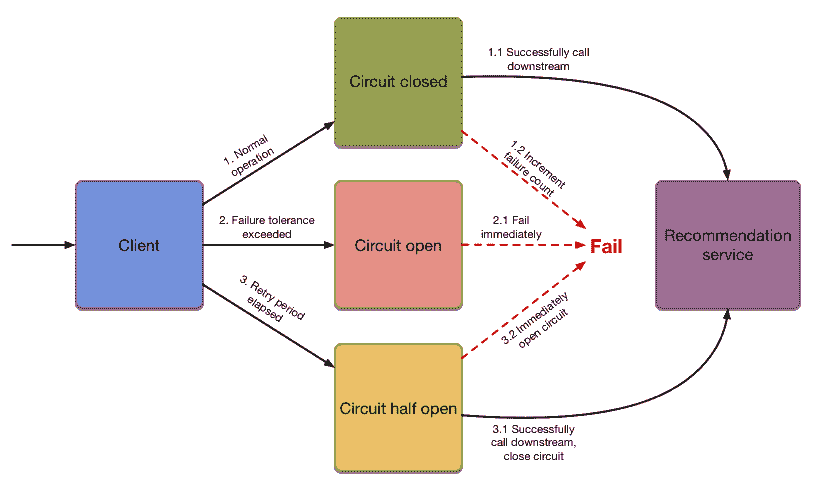 Circuit closed
1.1 Successfully call
downstream
1. Normal
operation
1.2 Increment
failure count
Client
2. Failure tolerance
exceeded
Circuit open
2.1 Fail
immediately
Fail
Recommendation
service
3. Retry period
elapsed
3.2 Immediately
open circuit
Circuit half open
3.1 Successfully
call downstream,
close circuit